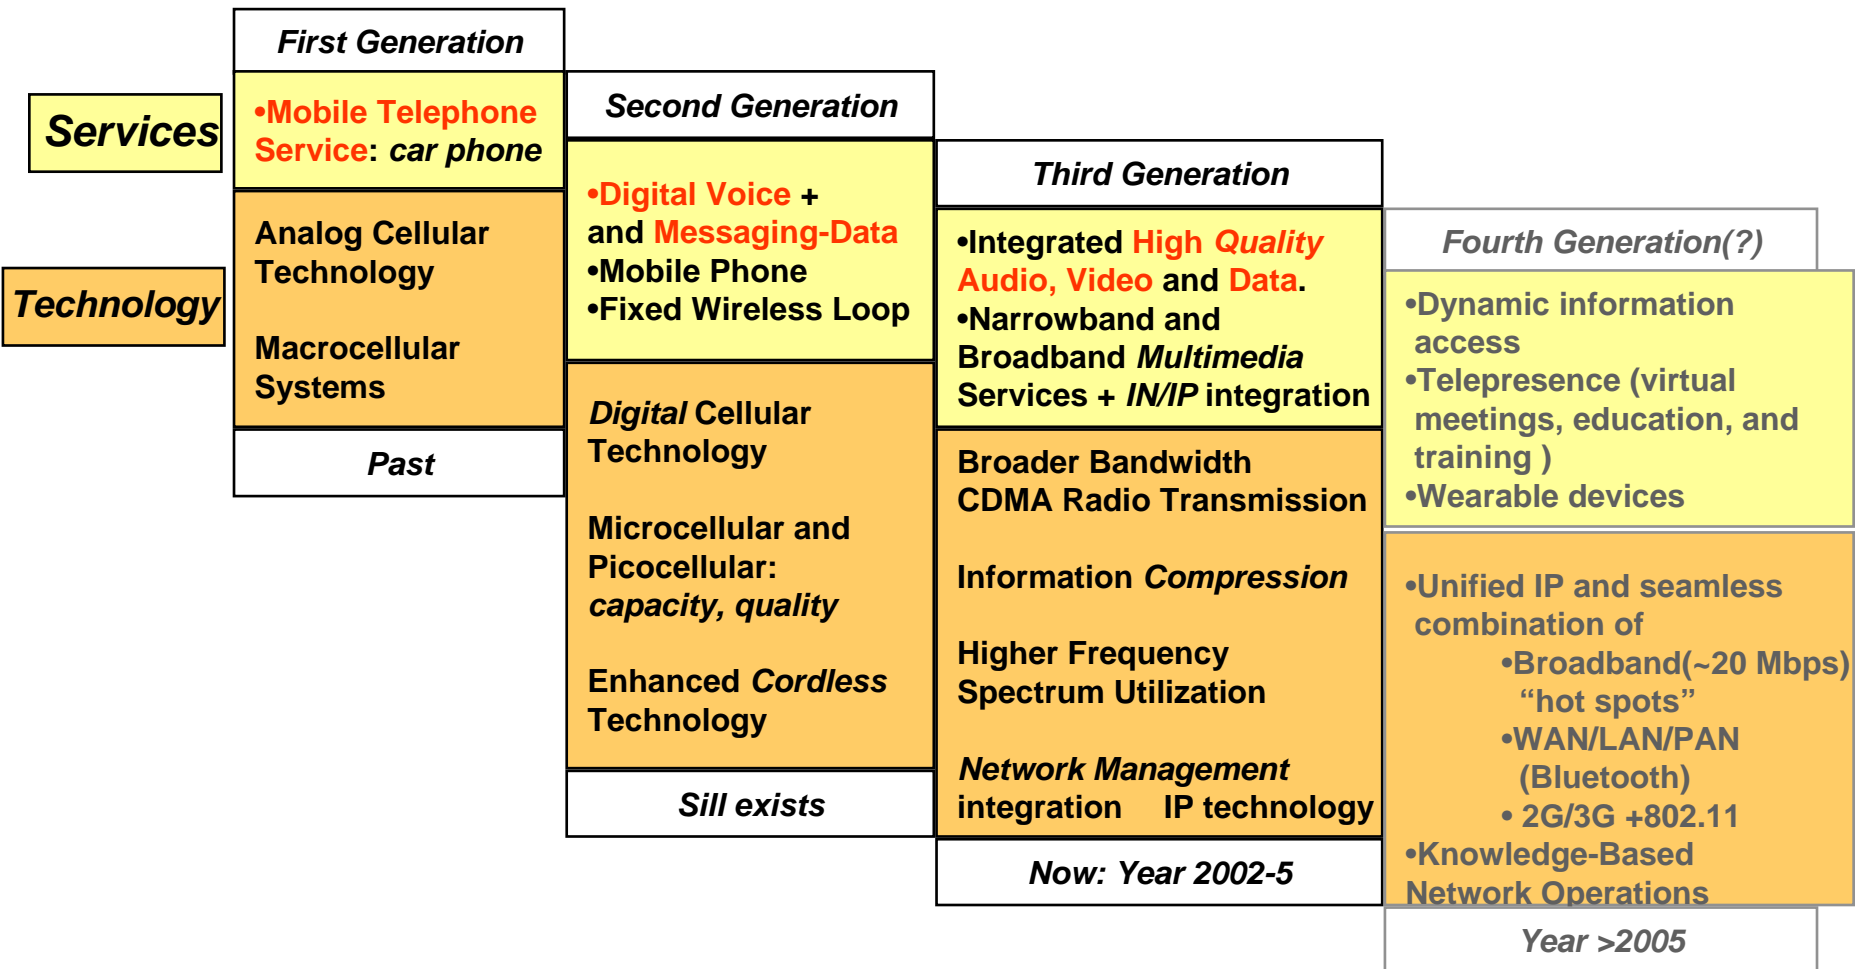 Services
Technology
First Generation
•Mobile Telephone
Service: car phone
Analog Cellular
Technology
Macrocellular
Systems
Past
Second Generation
•Digital Voice +
and Messaging-Data
•Mobile Phone
•Fixed Wireless Loop
Digital Cellular
Technology
Microcellular and
Picocellular:
capacity, quality
Enhanced Cordless
Technology
Sill exists
Third Generation
•Integrated High Quality
Audio, Video and Data.
•Narrowband and
Broadband Multimedia
Services + IN/IP integration
Broader Bandwidth
CDMA Radio Transmission
Information Compression
Higher Frequency
Spectrum Utilization
Network Management
integration IP technology
Now: Year 2002-5
Fourth Generation(?)
•Dynamic information
access
•Telepresence (virtual
meetings, education, and
training )
•Wearable devices
•Unified IP and seamless
combination of
•Broadband(~20 Mbps)
“hot spots”
•WAN/LAN/PAN
(Bluetooth)
• 2G/3G +802.11
•Knowledge-Based
Network Operations
Year >2005